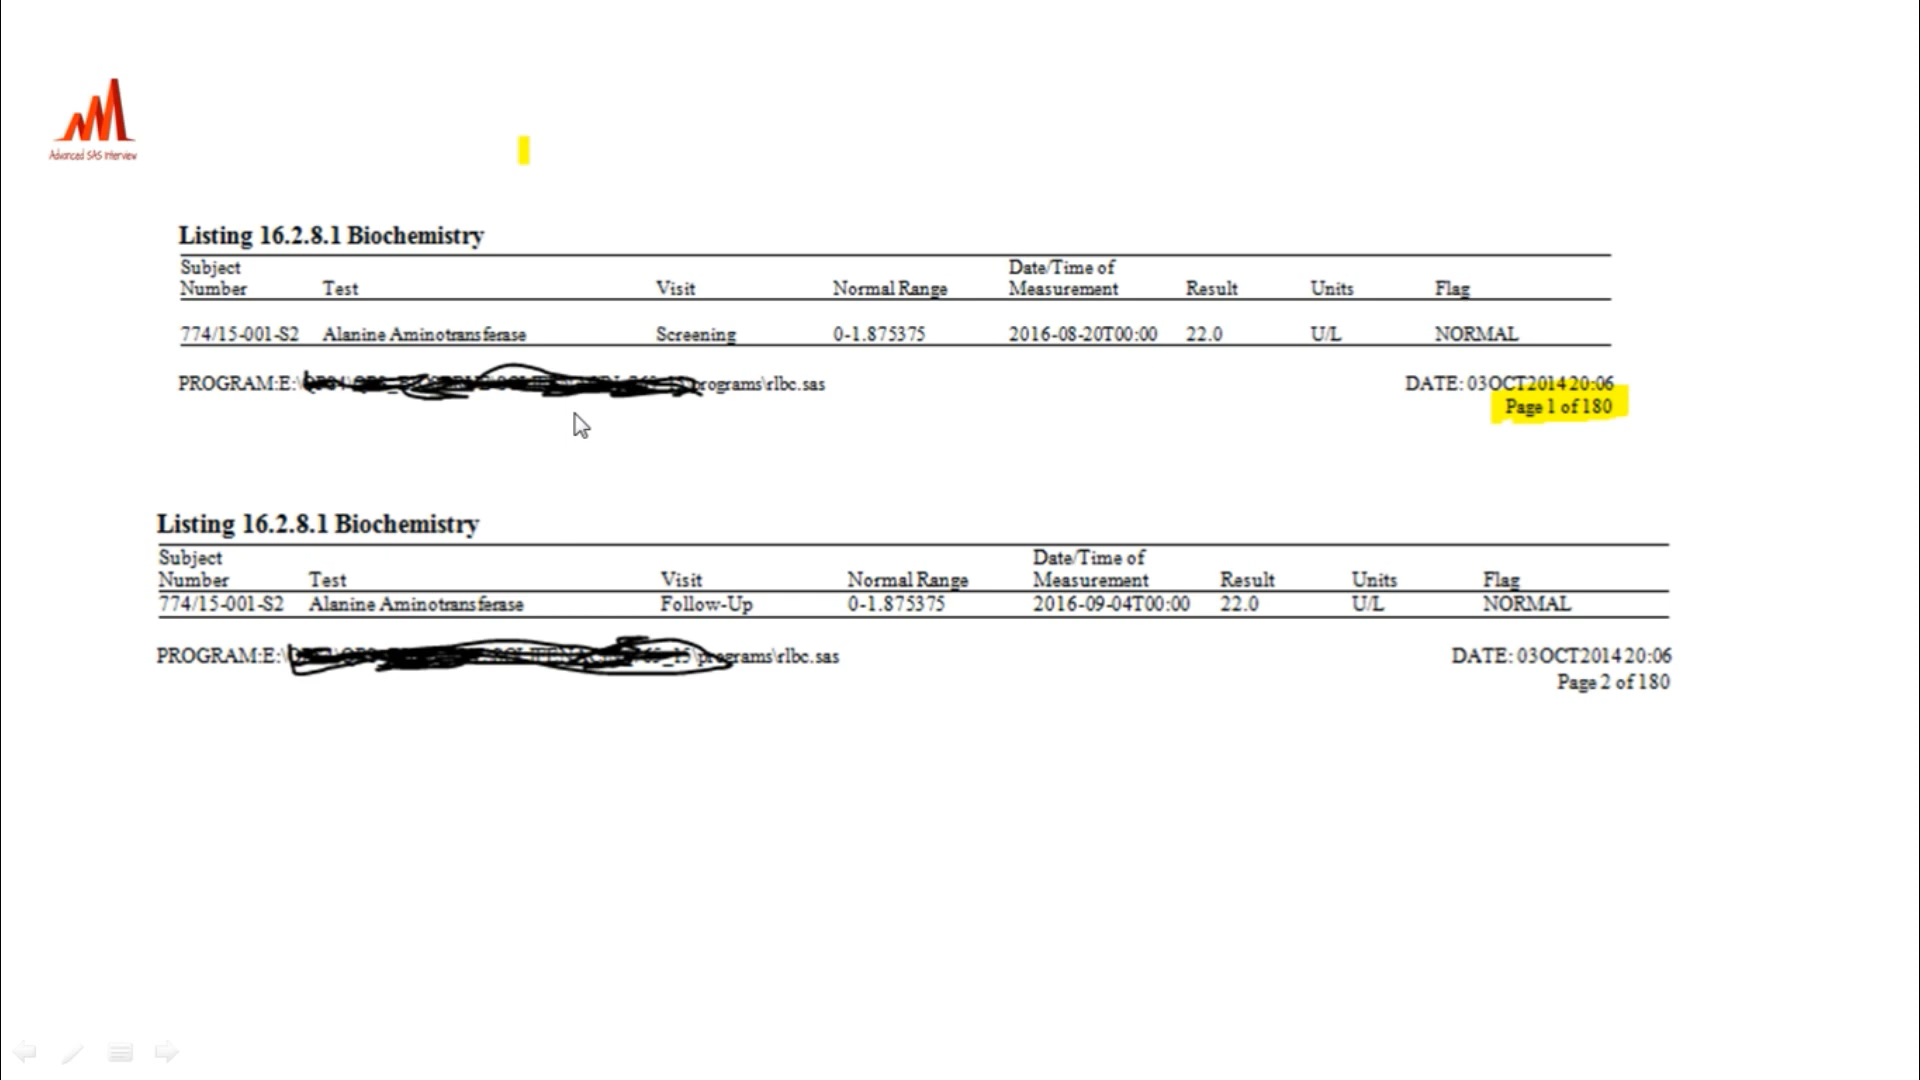 Advanced SAS Interview
Listing 16.2.8.1 Biochemistry
Subject Number Test Visit Normal Range Date/Time of Measurement Result Units Flag
774/15-001-S2 Alanine Aminotransferase Screening 0-1.875375 2016-08-20T00:00 22.0 U/L NORMAL
PROGRAM:E:\ programs\rlbc.sas DATE: 03OCT2014 20:06
Page 1 of 180
Listing 16.2.8.1 Biochemistry
Subject Number Test Visit Normal Range Date/Time of Measurement Result Units Flag
774/15-001-S2 Alanine Aminotransferase Follow-Up 0-1.875375 2016-09-04T00:00 22.0 U/L NORMAL
PROGRAM:E:\ \programs\rlbc.sas DATE: 03OCT2014 20:06
Page 2 of 180